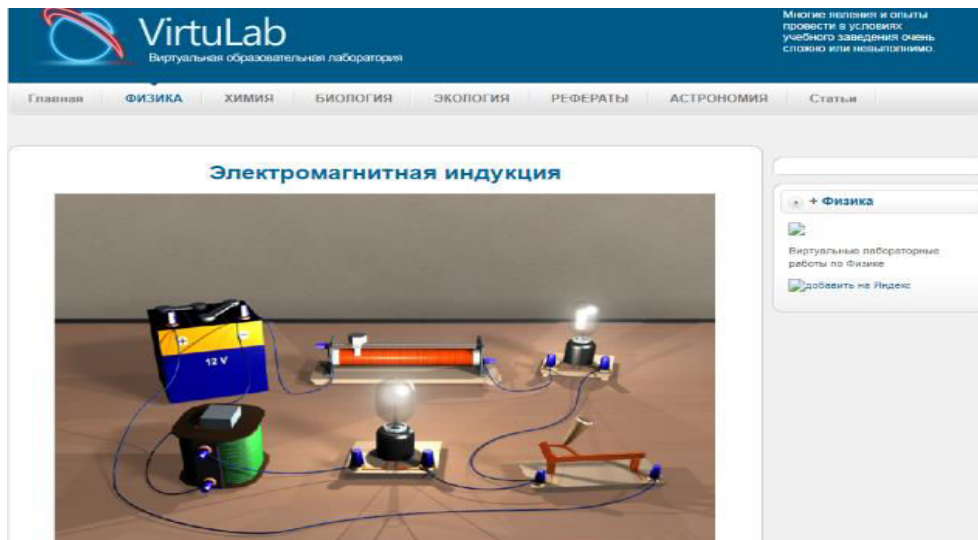 VirtuLab
Виртуальная образовательная лаборатория
Многие явления и опыты
провести в условиях
учебного заведения очень
сложно или невыполнимо.
Главная ФИЗИКА ХИМИЯ БИОЛОГИЯ ЭКОЛОГИЯ РЕФЕРАТЫ АСТРОНОМИЯ Статьи
Электромагнитная индукция
+ Физика
Виртуальные лабораторные
работы по Физике
добавить на Яндекс
+ −
12 V